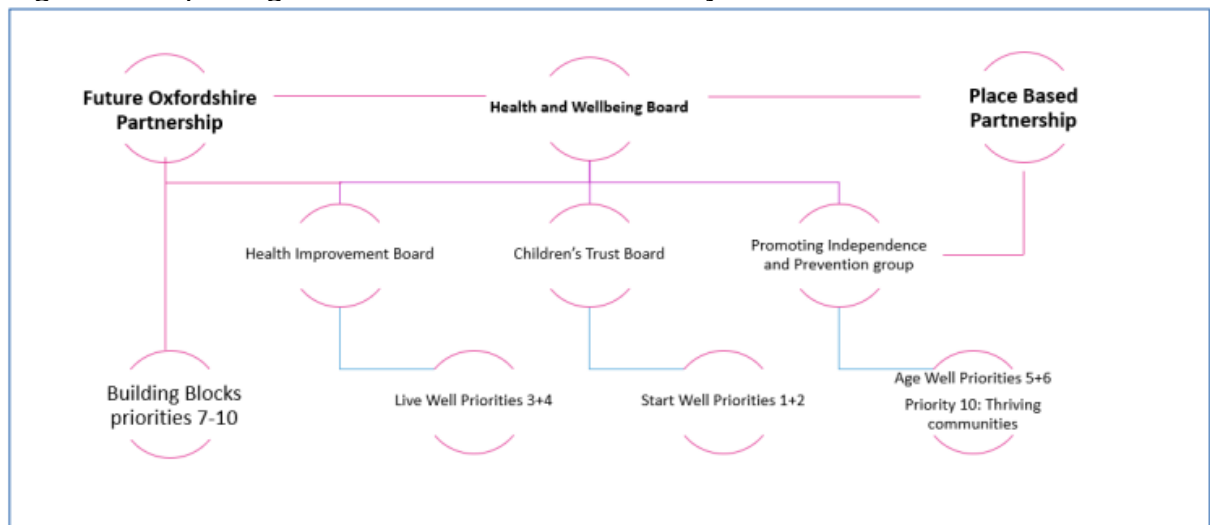 Future Oxfordshire
Partnership
Health and Wellbeing Board
Place Based
Partnership
Health Improvement Board
Children's Trust Board
Promoting Independence
and Prevention group
Building Blocks
priorities 7-10
Live Well Priorities 3+4
Start Well Priorities 1+2
Age Well Priorities 5+6
Priority 10: Thriving
communities